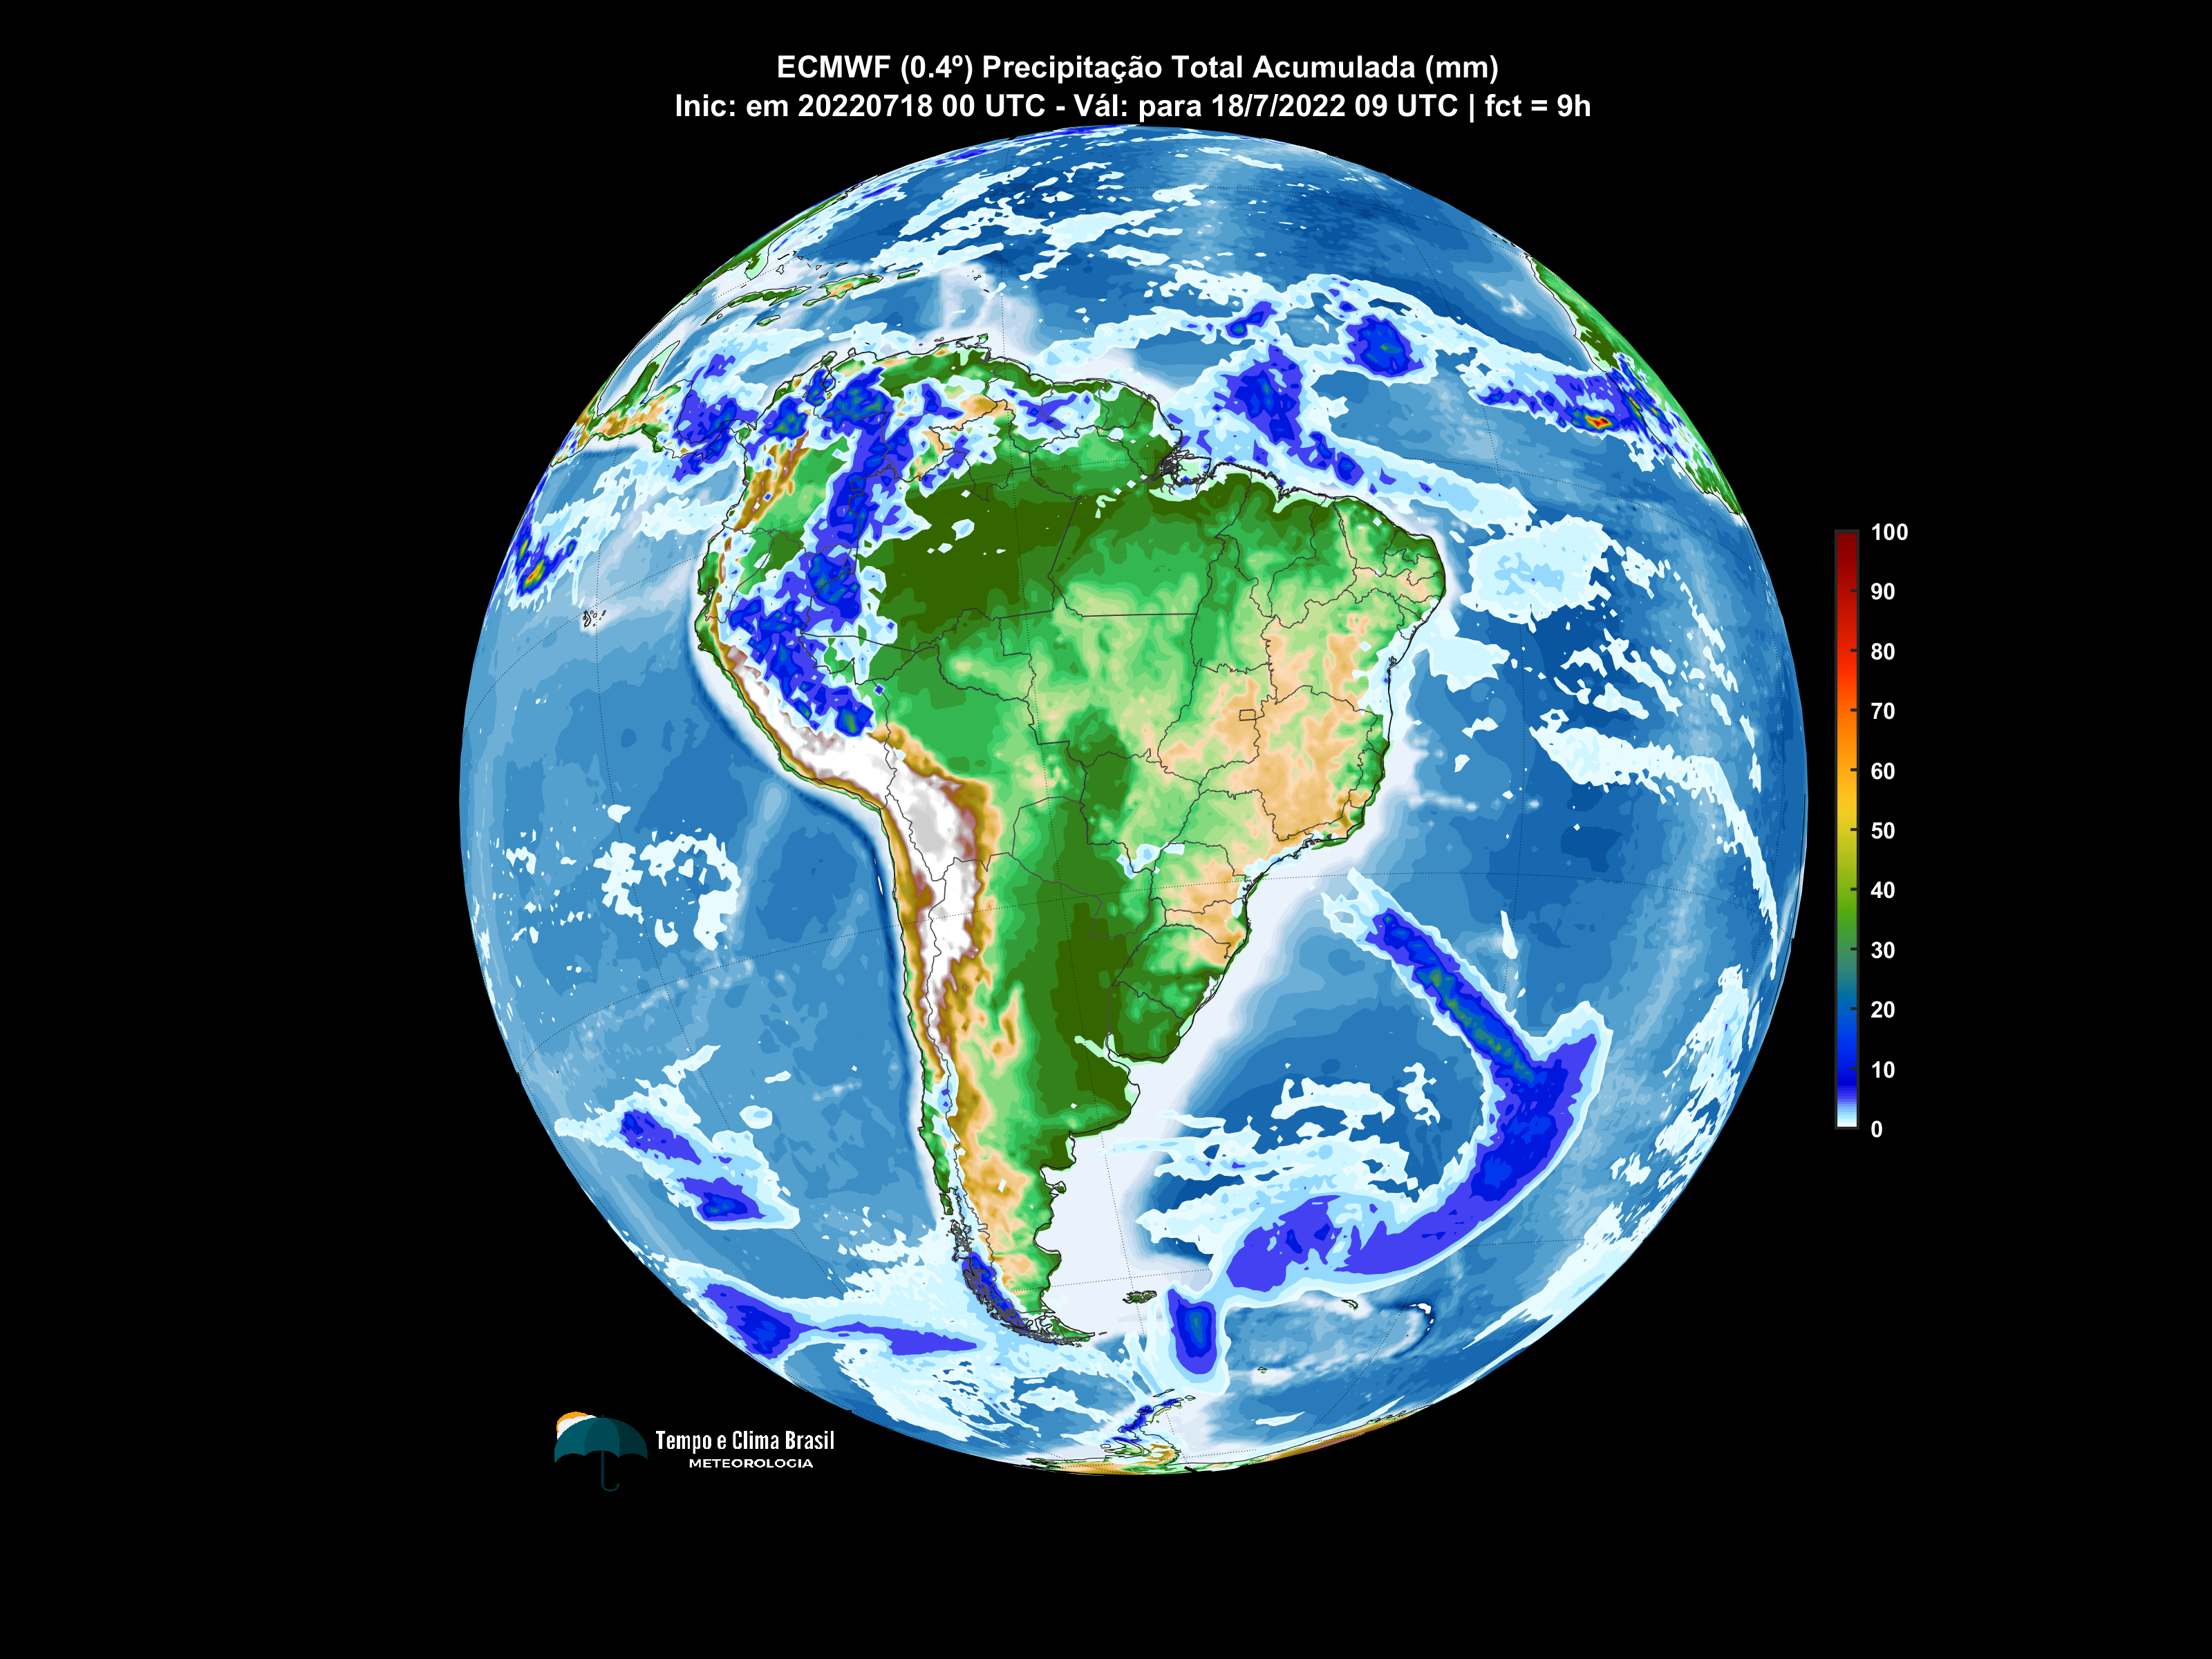 ECMWF (0.4º) Precipitação Total Acumulada (mm)
Inic: em 20220718 00 UTC - Vál: para 18/7/2022 09 UTC | fct = 9h
100
90
80
70
60
50
40
30
20
10
0
Tempo e Clima Brasil
METEOROLOGIA